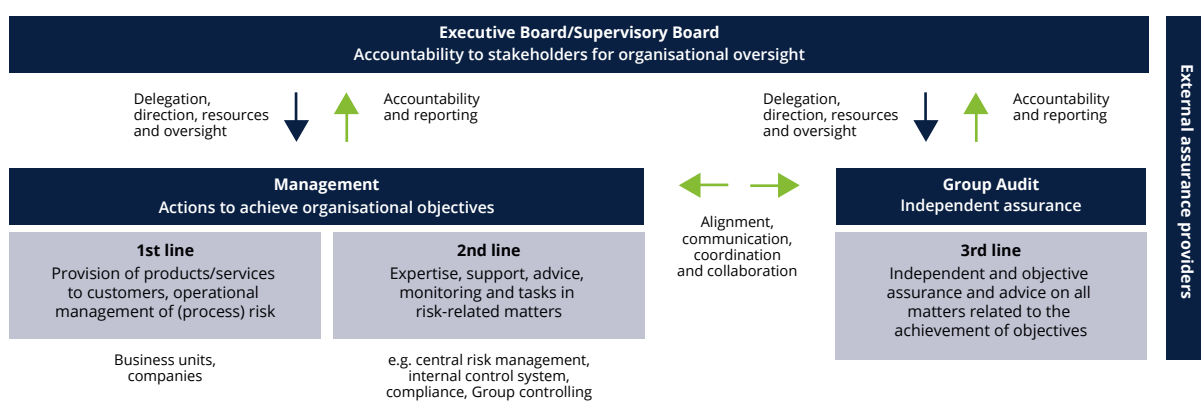 Executive Board/Supervisory Board
Accountability to stakeholders for organisational oversight
Delegation,
direction, resources
and oversight
Accountability
and reporting
Delegation,
direction, resources
and oversight
Accountability
and reporting
Management
Actions to achieve organisational objectives
1st line
Provision of products/services
to customers, operational
management of (process) risk
Business units,
companies
2nd line
Expertise, support, advice,
monitoring and tasks in
risk-related matters
e.g. central risk management,
internal control system,
compliance, Group controlling
Alignment,
communication,
coordination
and collaboration
Group Audit
Independent assurance
3rd line
Independent and objective
assurance and advice on all
matters related to the
achievement of objectives
External assurance providers